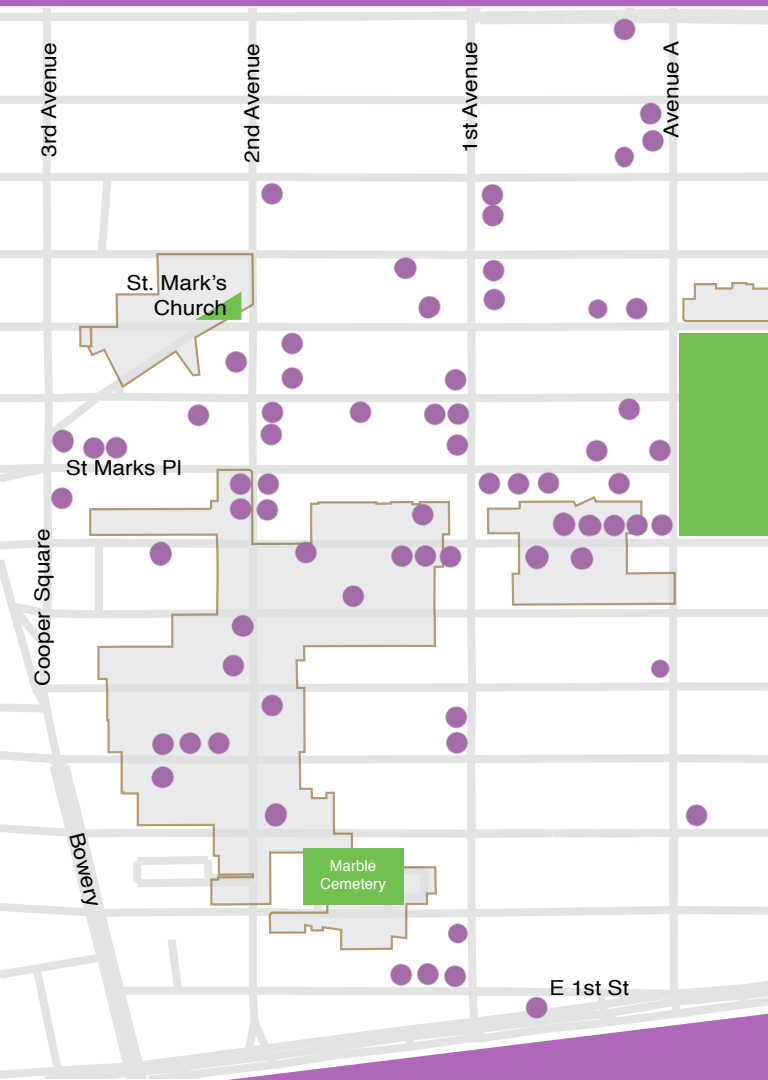 3rd Avenue
2nd Avenue
1st Avenue
Avenue A
St. Mark's
Church
St Marks Pl
Cooper Square
Bowery
Marble
Cemetery
E 1st St